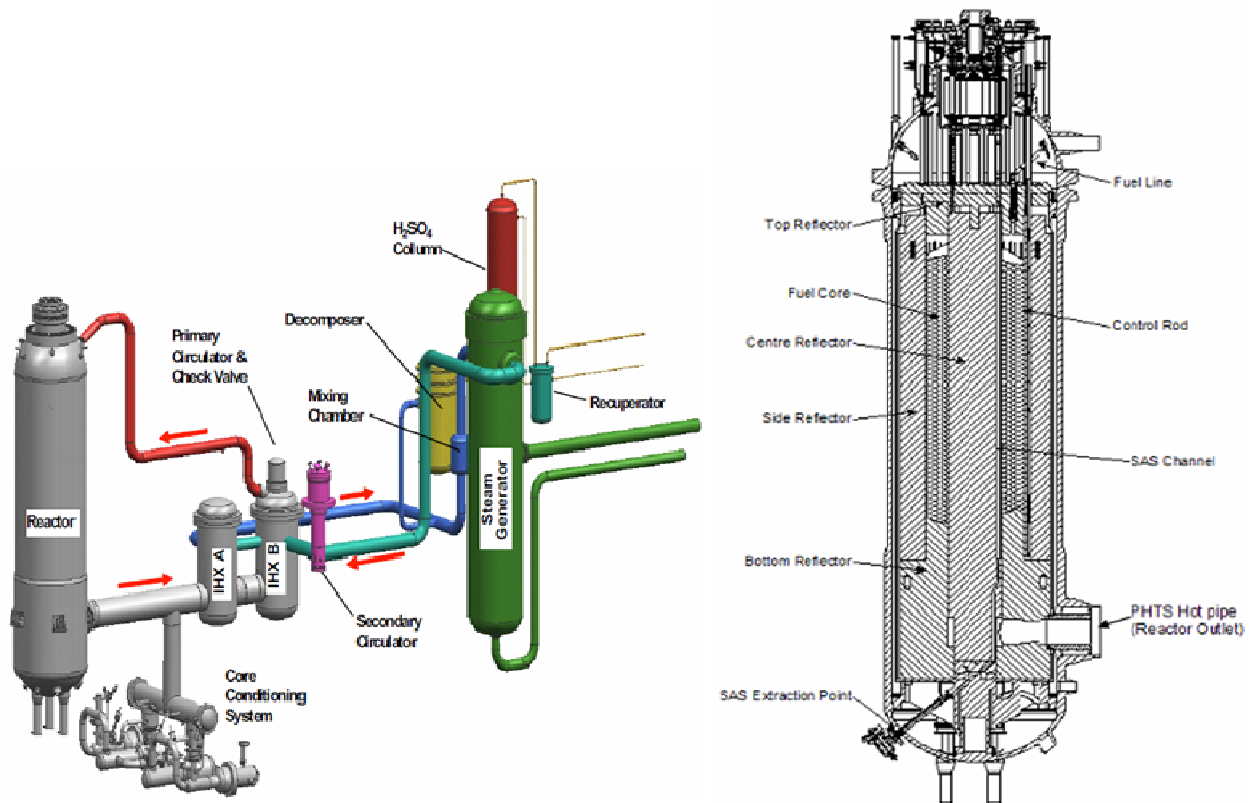 H2SO4
Collumn
Decomposer
Primary
Circulator &
Check Valve
Mixing
Chamber
Recuperator
Reactor
IHX A
IHX B
Steam
Generator
Secondary
Circulator
Core
Conditioning
System
Fuel Line
Top Reflector
Fuel Core
Control Rod
Centre Reflector
Side Reflector
SAS Channel
Bottom Reflector
PHTS Hot pipe
(Reactor Outlet)
SAS Extraction Point